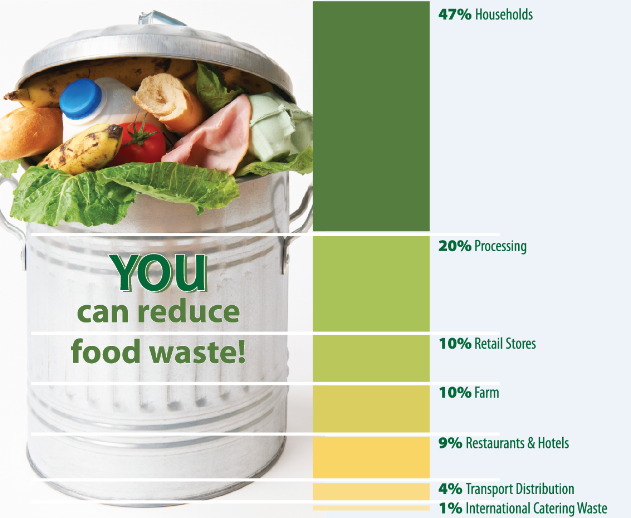 47% Households
YOU
can reduce
food waste!
20% Processing
10% Retail Stores
10% Farm
9% Restaurants & Hotels
4% Transport Distribution
1% International Catering Waste